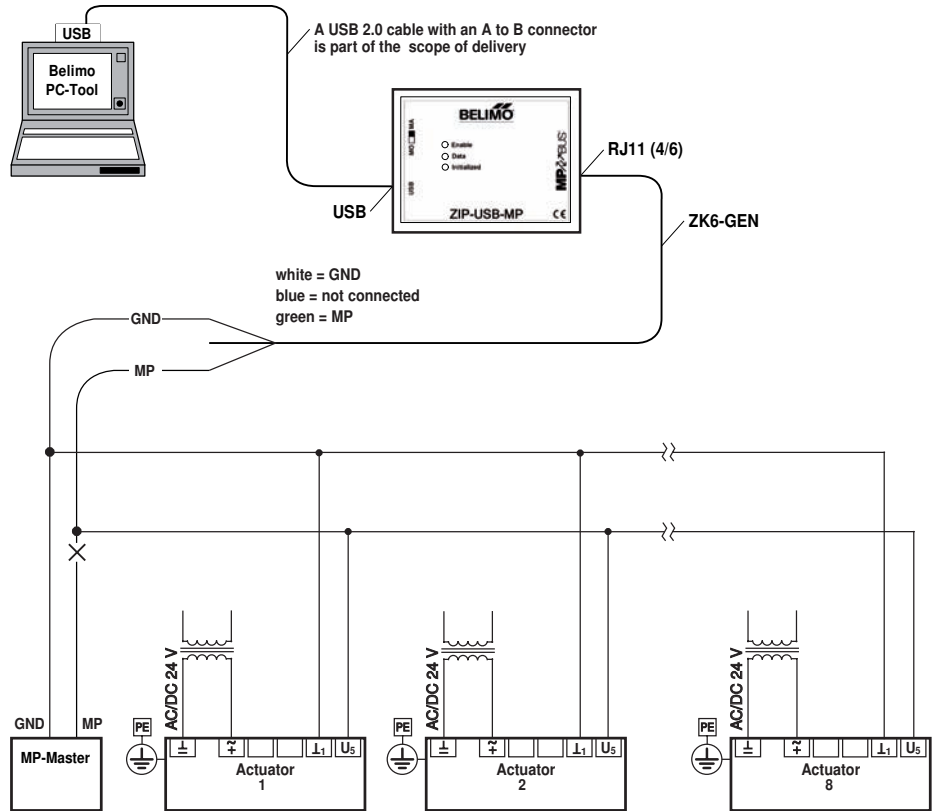 USB
Belimo
PC-Tool
A USB 2.0 cable with an A to B connector
is part of the scope of delivery
BELIMO
MO MA
Enable
Data
Initialized
MP BUS
USB
ZIP-USB-MP
CE
RJ11 (4/6)
USB
ZK6-GEN
white = GND
blue = not connected
green = MP
GND
MP
AC/DC 24 V
AC/DC 24 V
AC/DC 24 V
GND MP
PE
PE
PE
MP-Master
⊥1 U5
Actuator
1
⊥1 U5
Actuator
2
⊥1 U5
Actuator
8